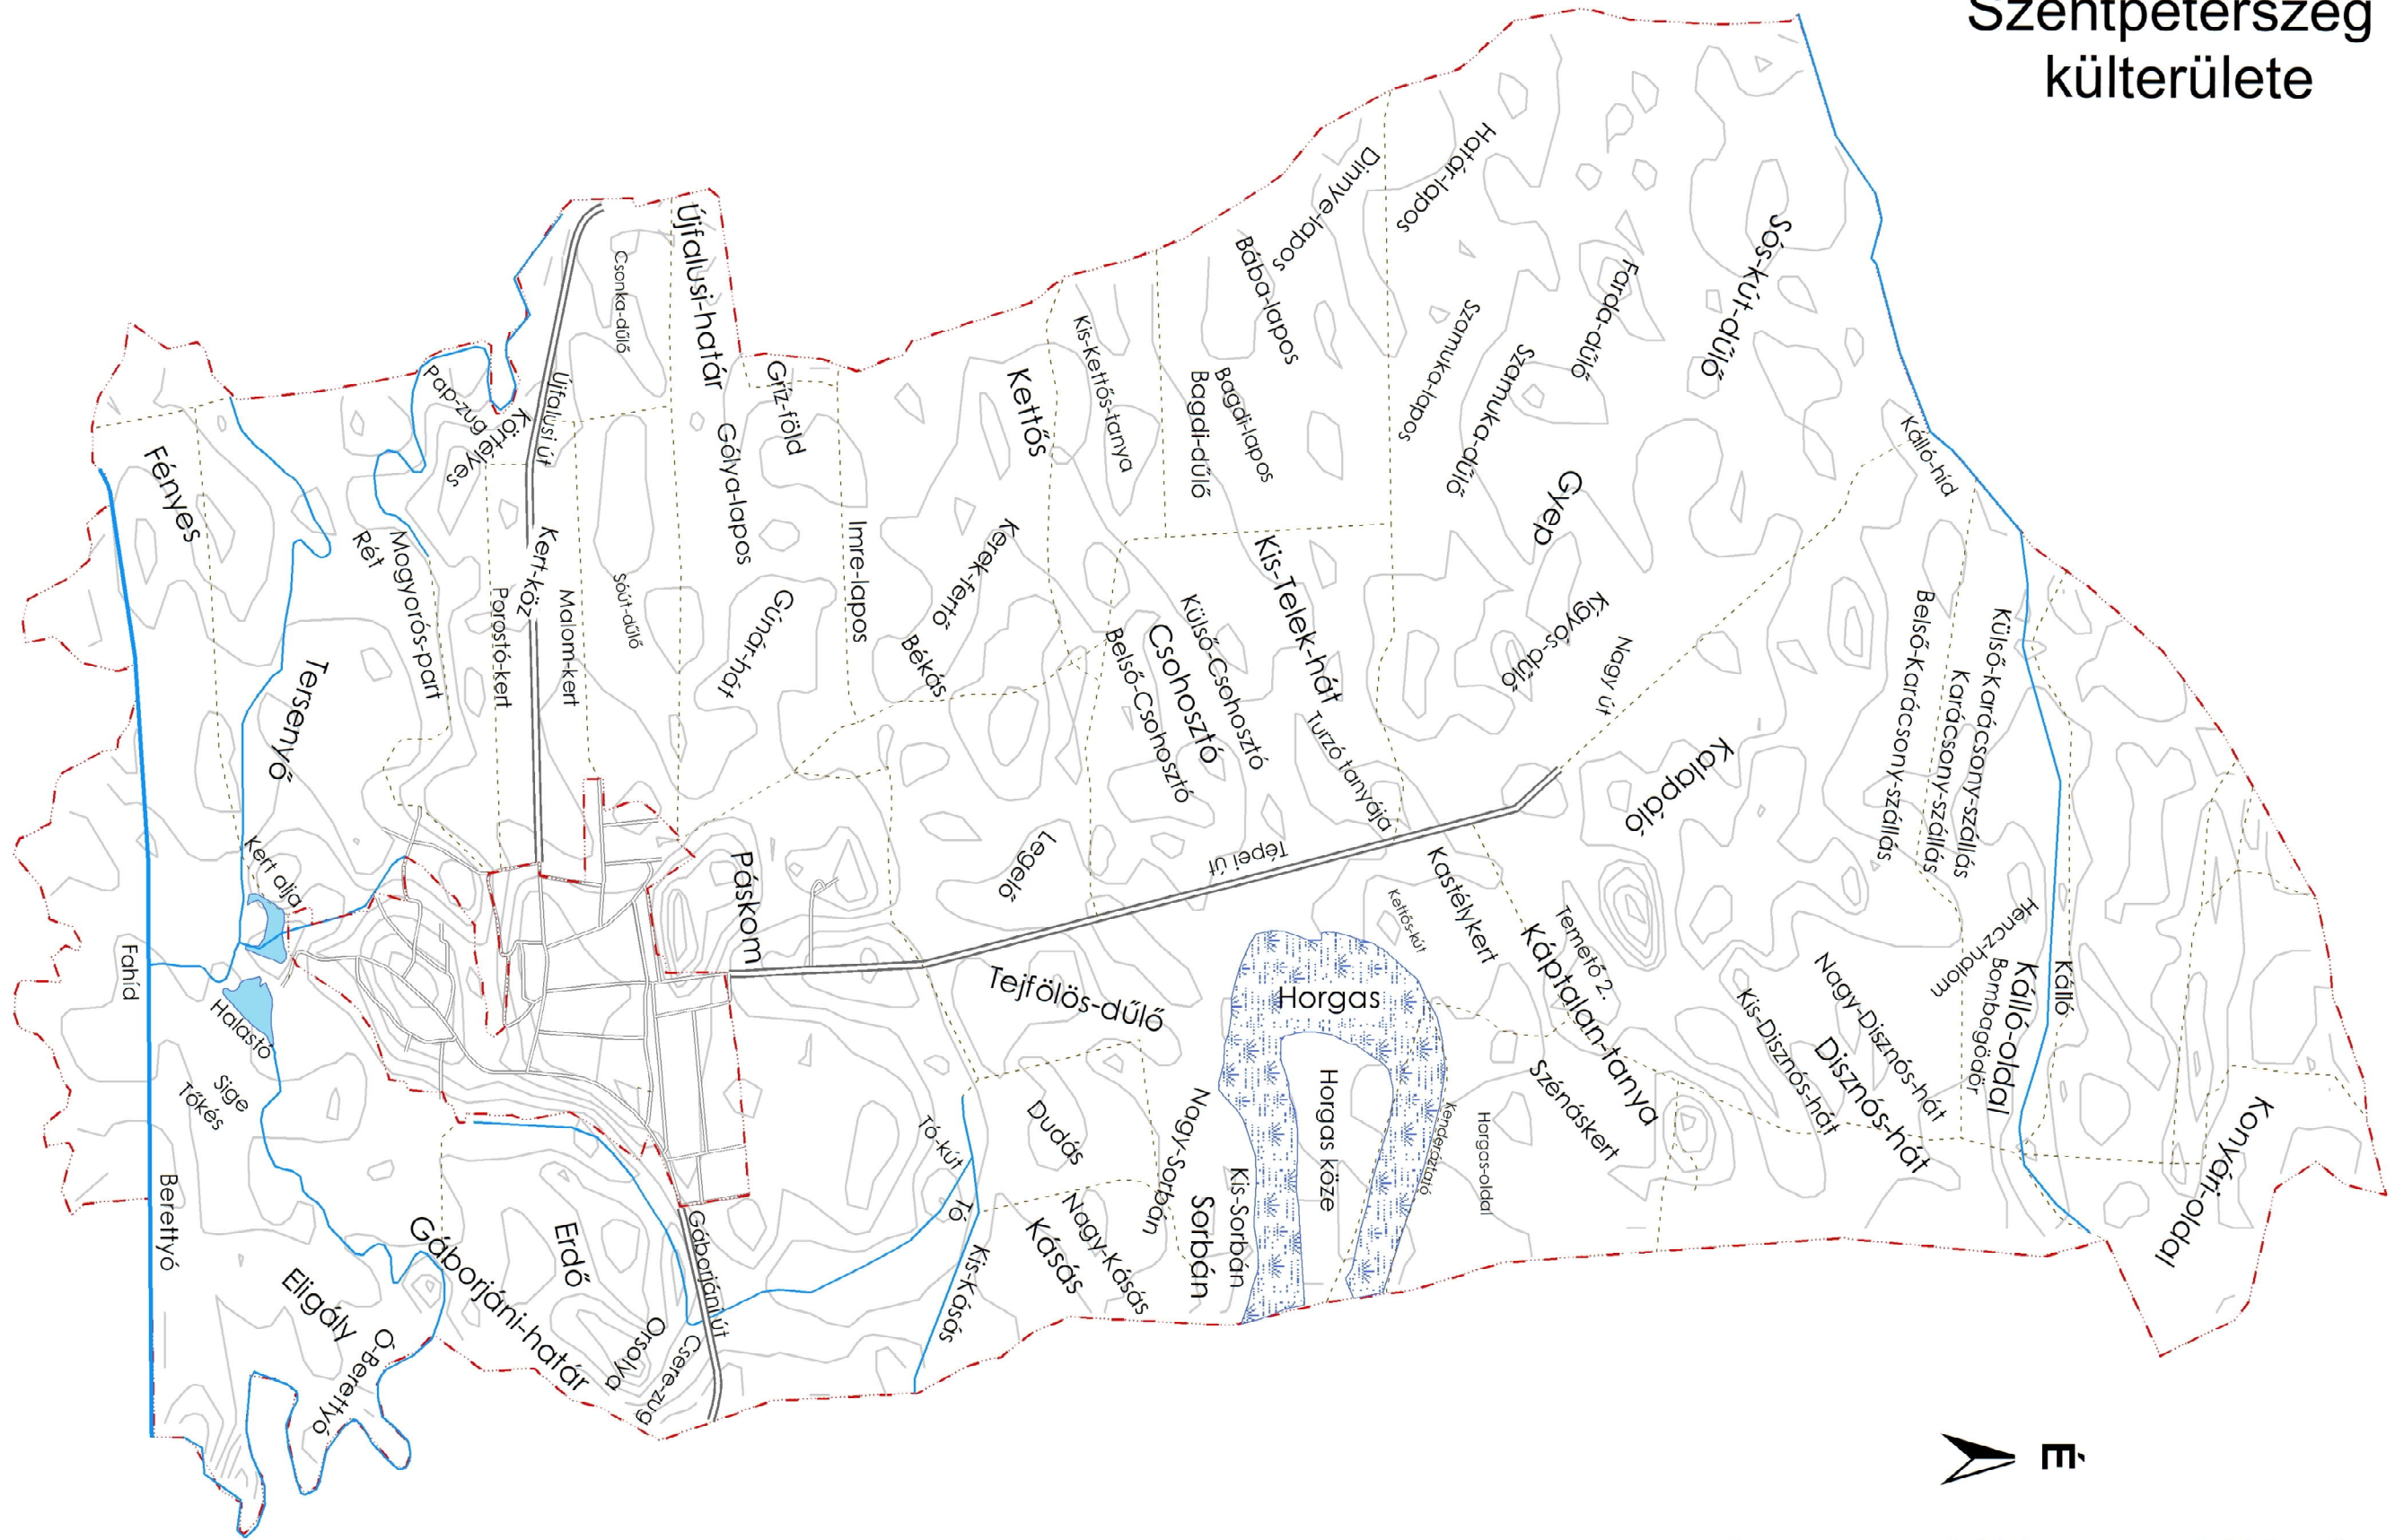 Szentpéterszeg
külterülete
Határ-lapos
Dinnye-lapos
Bába-lapos
Sós-kút-dűlő
Farda-dűlő
Szamuka-lapos
Szamuka-dűlő
Újfalusi-határ
Csonka-dűlő
Gríz-föld
Gólya-lapos
Kettős
Kis-Kettős-tanya
Bagdi-dűlő
Bagdi-lapos
Pap-zug
Körtélyes
Újfalusi út
Kálló-híd
Gyep
Fényes
Rét
Mogyorós-part
Porostó-kert
Kert-köz
Malom-kert
Sóút-dűlő
Gúnár-hát
Imre-lapos
Kerek-fertő
Békás
Kis-Telek-hát
Külső-Csohosztó
Csohosztó
Belső-Csohosztó
Kígyós-dűlő
Nagy út
Belső-karácsony-szállás
Karácsony-szállás
Külső-karácsony-szállás
Tersenyő
Turzó tanyája
Kalapáló
Kert alja
Páskom
Legelő
Tépei út
Kastélykert
Kettős-kút
Temető 2.
Káptalan-tanya
Hencz-halom
Fahíd
Halastó
Tejfölös-dűlő
Horgas
Kis-Disznós-hát
Nagy-Disznós-hát
Disznós-hát
Bombagödör
Kálló-oldal
Kálló
Sige
Tőkés
Tó-kút
Dudás
Nagy-Sorbán
Horgas köze
Kenderáztató
Horgas-oldal
Szénáskert
Konyári-oldal
Berettyó
Gáborjáni-határ
Erdő
Gáborjáni út
Tó
Kis-Kásás
Kásás
Nagy-Kásás
Sorbán
Kis-Sorbán
Eligály
Ó-Berettyó
Orsolya
Csere-zug
É